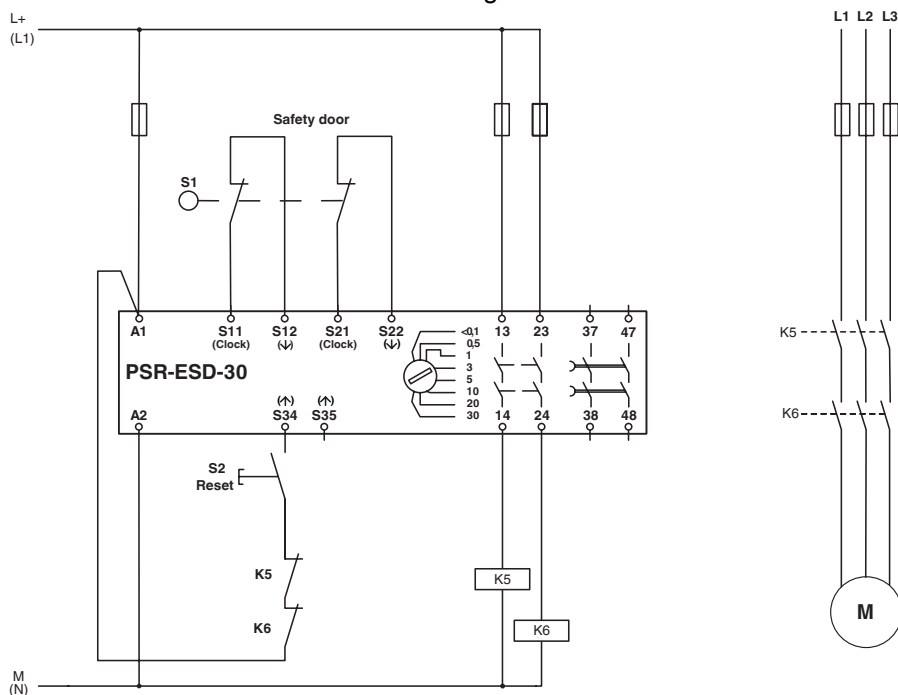 L+
(L1)
L1 L2 L3
Safety door
S1
A1 S11 S12 S21 S22 <0,1 13 23 37 47
(Clock) (↓) (Clock) (↓) 0,5
1
PSR-ESD-30 3
5
10
(↑) (↑) 20
A2 S34 S35 30 14 24 38 48
K5
K6
S2
Reset
K5 K5
K6 K6
M
M
(N)